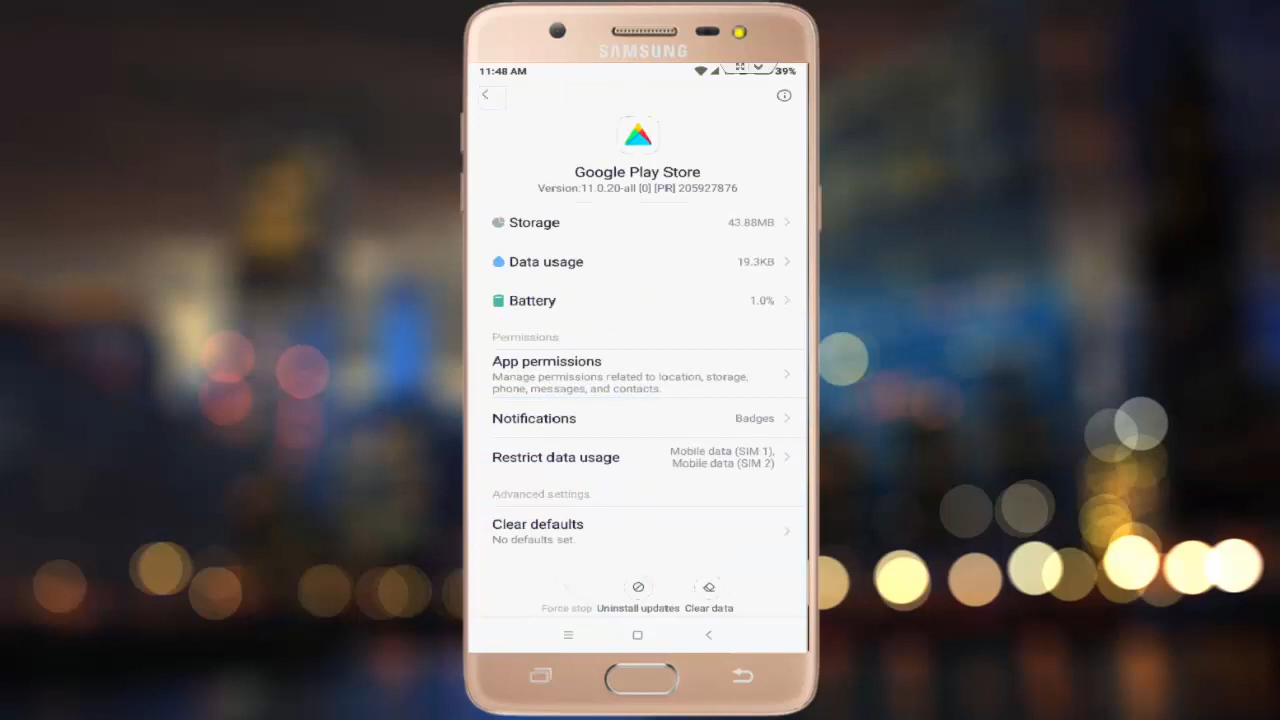 SAMSUNG
11:48 AM
39%
Google Play Store
Version:11.0.20-all [0] [PR] 205927876
Storage 43.88MB
Data usage 19.3KB
Battery 1.0%
Permissions
App permissions
Manage permissions related to location, storage,
phone, messages, and contacts.
Notifications Badges
Restrict data usage Mobile data (SIM 1),
Mobile data (SIM 2)
Advanced settings
Clear defaults
No defaults set.
Force stop Uninstall updates Clear data